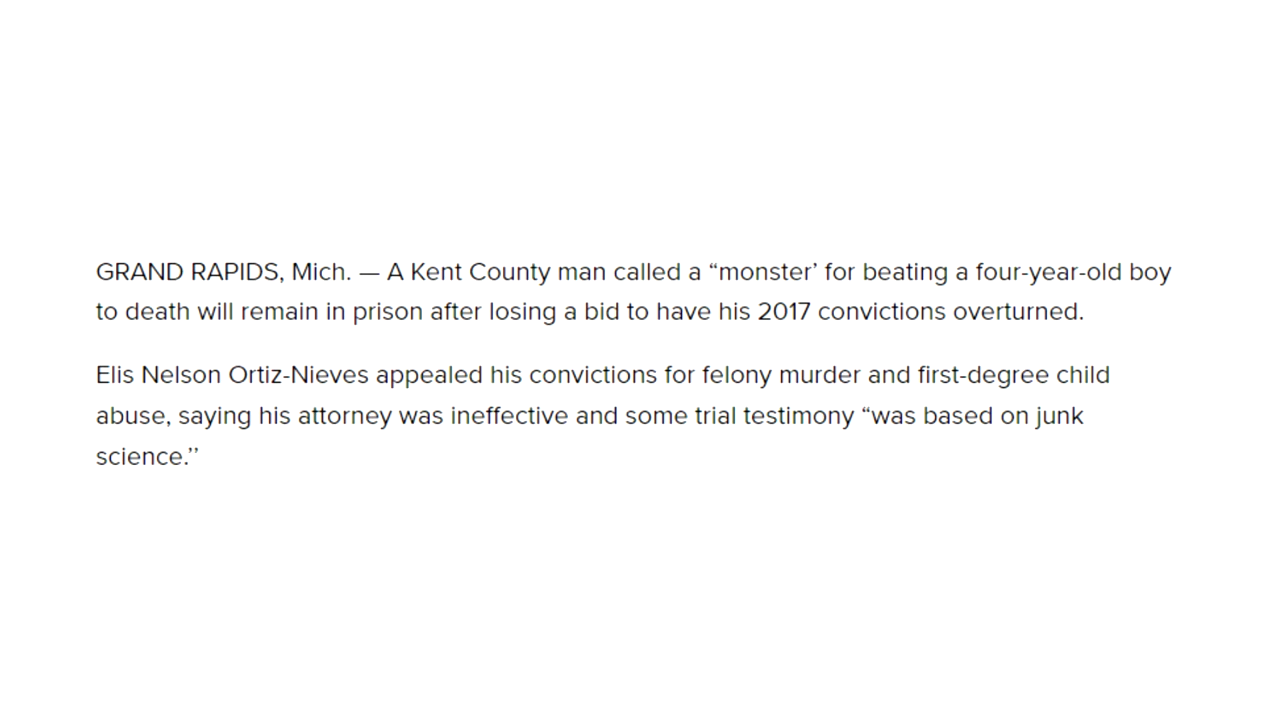 GRAND RAPIDS, Mich. — A Kent County man called a “monster’ for beating a four-year-old boy
to death will remain in prison after losing a bid to have his 2017 convictions overturned.
Elis Nelson Ortiz-Nieves appealed his convictions for felony murder and first-degree child
abuse, saying his attorney was ineffective and some trial testimony “was based on junk
science.’’